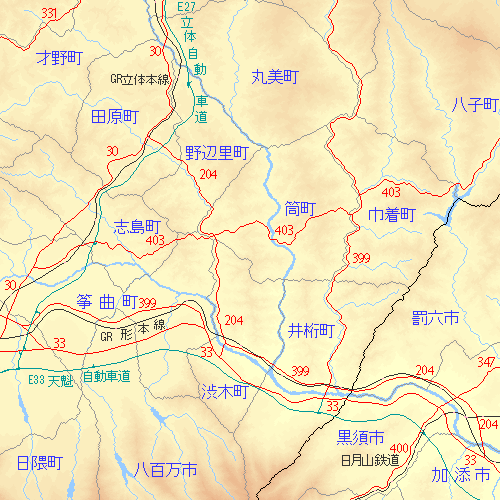 331
E27
立体自動車道
30
才野町
GR立体本線
丸美町
八子町
田原町
30
野辺里町
204
403
筒町
巾着町
志島町
403
403
399
30
筝曲町
399
204
罰六市
GR形本線
井桁町
33
33
347
E33天魁自動車道
399
204
渋木町
33
204
黒須市
400
33
日隈町
八百万市
日月山鉄道
加添市